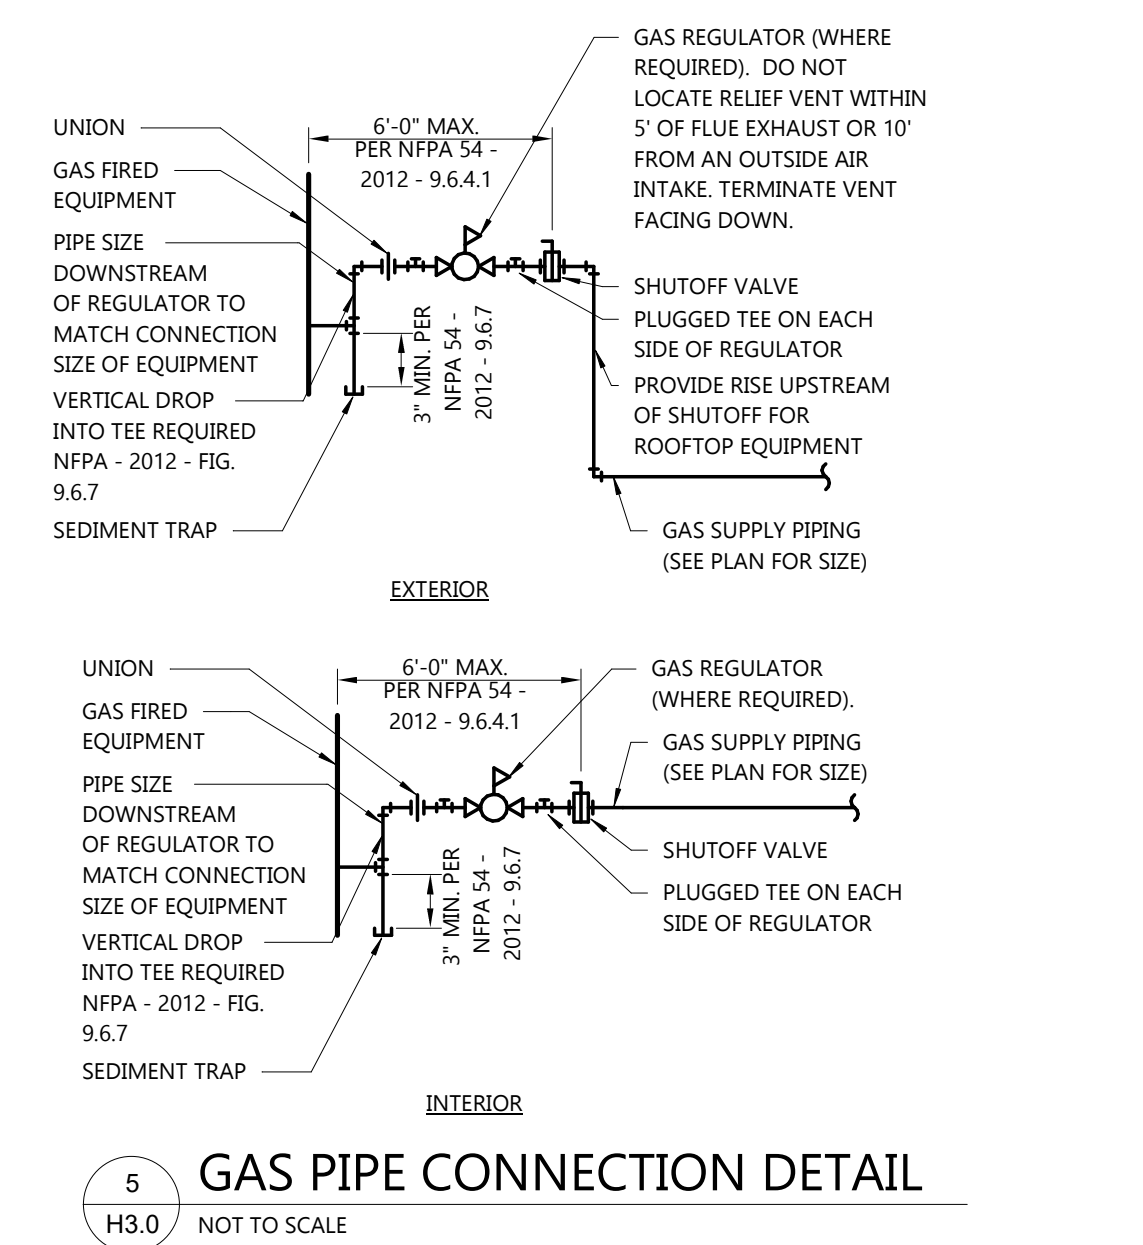 GAS REGULATOR (WHERE
REQUIRED).  DO NOT
LOCATE RELIEF VENT WITHIN
5' OF FLUE EXHAUST OR 10'
FROM AN OUTSIDE AIR
INTAKE. TERMINATE VENT
FACING DOWN.
UNION
6'-0" MAX.
PER NFPA 54 -
2012 - 9.6.4.1
GAS FIRED
EQUIPMENT
PIPE SIZE
DOWNSTREAM
OF REGULATOR TO
MATCH CONNECTION
SIZE OF EQUIPMENT
VERTICAL DROP
INTO TEE REQUIRED
NFPA - 2012 - FIG.
9.6.7
SEDIMENT TRAP
3" MIN. PER
NFPA 54 -
2012 - 9.6.7
SHUTOFF VALVE
PLUGGED TEE ON EACH
SIDE OF REGULATOR
PROVIDE RISE UPSTREAM
OF SHUTOFF FOR
ROOFTOP EQUIPMENT
GAS SUPPLY PIPING
(SEE PLAN FOR SIZE)
EXTERIOR
UNION
6'-0" MAX.
PER NFPA 54 -
2012 - 9.6.4.1
GAS REGULATOR
(WHERE REQUIRED).
GAS FIRED
EQUIPMENT
GAS SUPPLY PIPING
(SEE PLAN FOR SIZE)
PIPE SIZE
DOWNSTREAM
OF REGULATOR TO
MATCH CONNECTION
SIZE OF EQUIPMENT
VERTICAL DROP
INTO TEE REQUIRED
NFPA - 2012 - FIG.
9.6.7
SEDIMENT TRAP
3" MIN. PER
NFPA 54 -
2012 - 9.6.7
SHUTOFF VALVE
PLUGGED TEE ON EACH
SIDE OF REGULATOR
INTERIOR
5
H3.0
GAS PIPE CONNECTION DETAIL
NOT TO SCALE